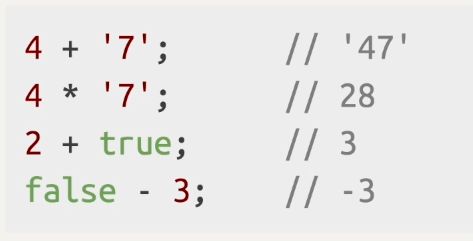 4 + '7';      // '47'
4 * '7';      // 28
2 + true;     // 3
false - 3;    // -3